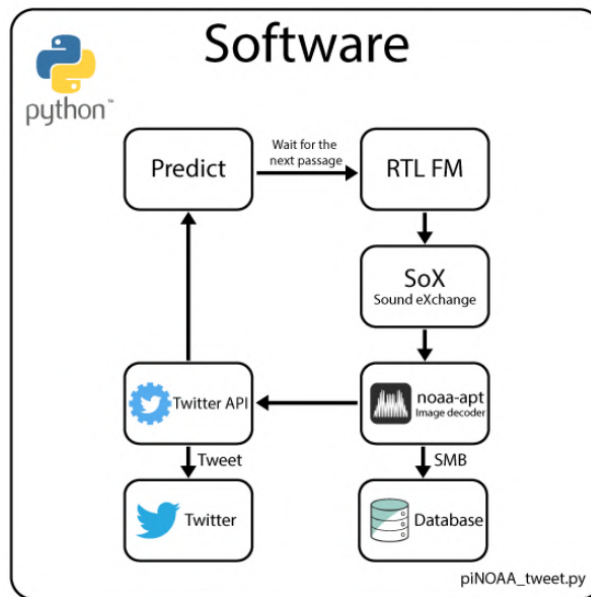 Software
python™
Predict
Wait for the
next passage
RTL FM
SoX
Sound eXchange
Twitter API
noaa-apt
Image decoder
Tweet
SMB
Twitter
Database
piNOAA_tweet.py